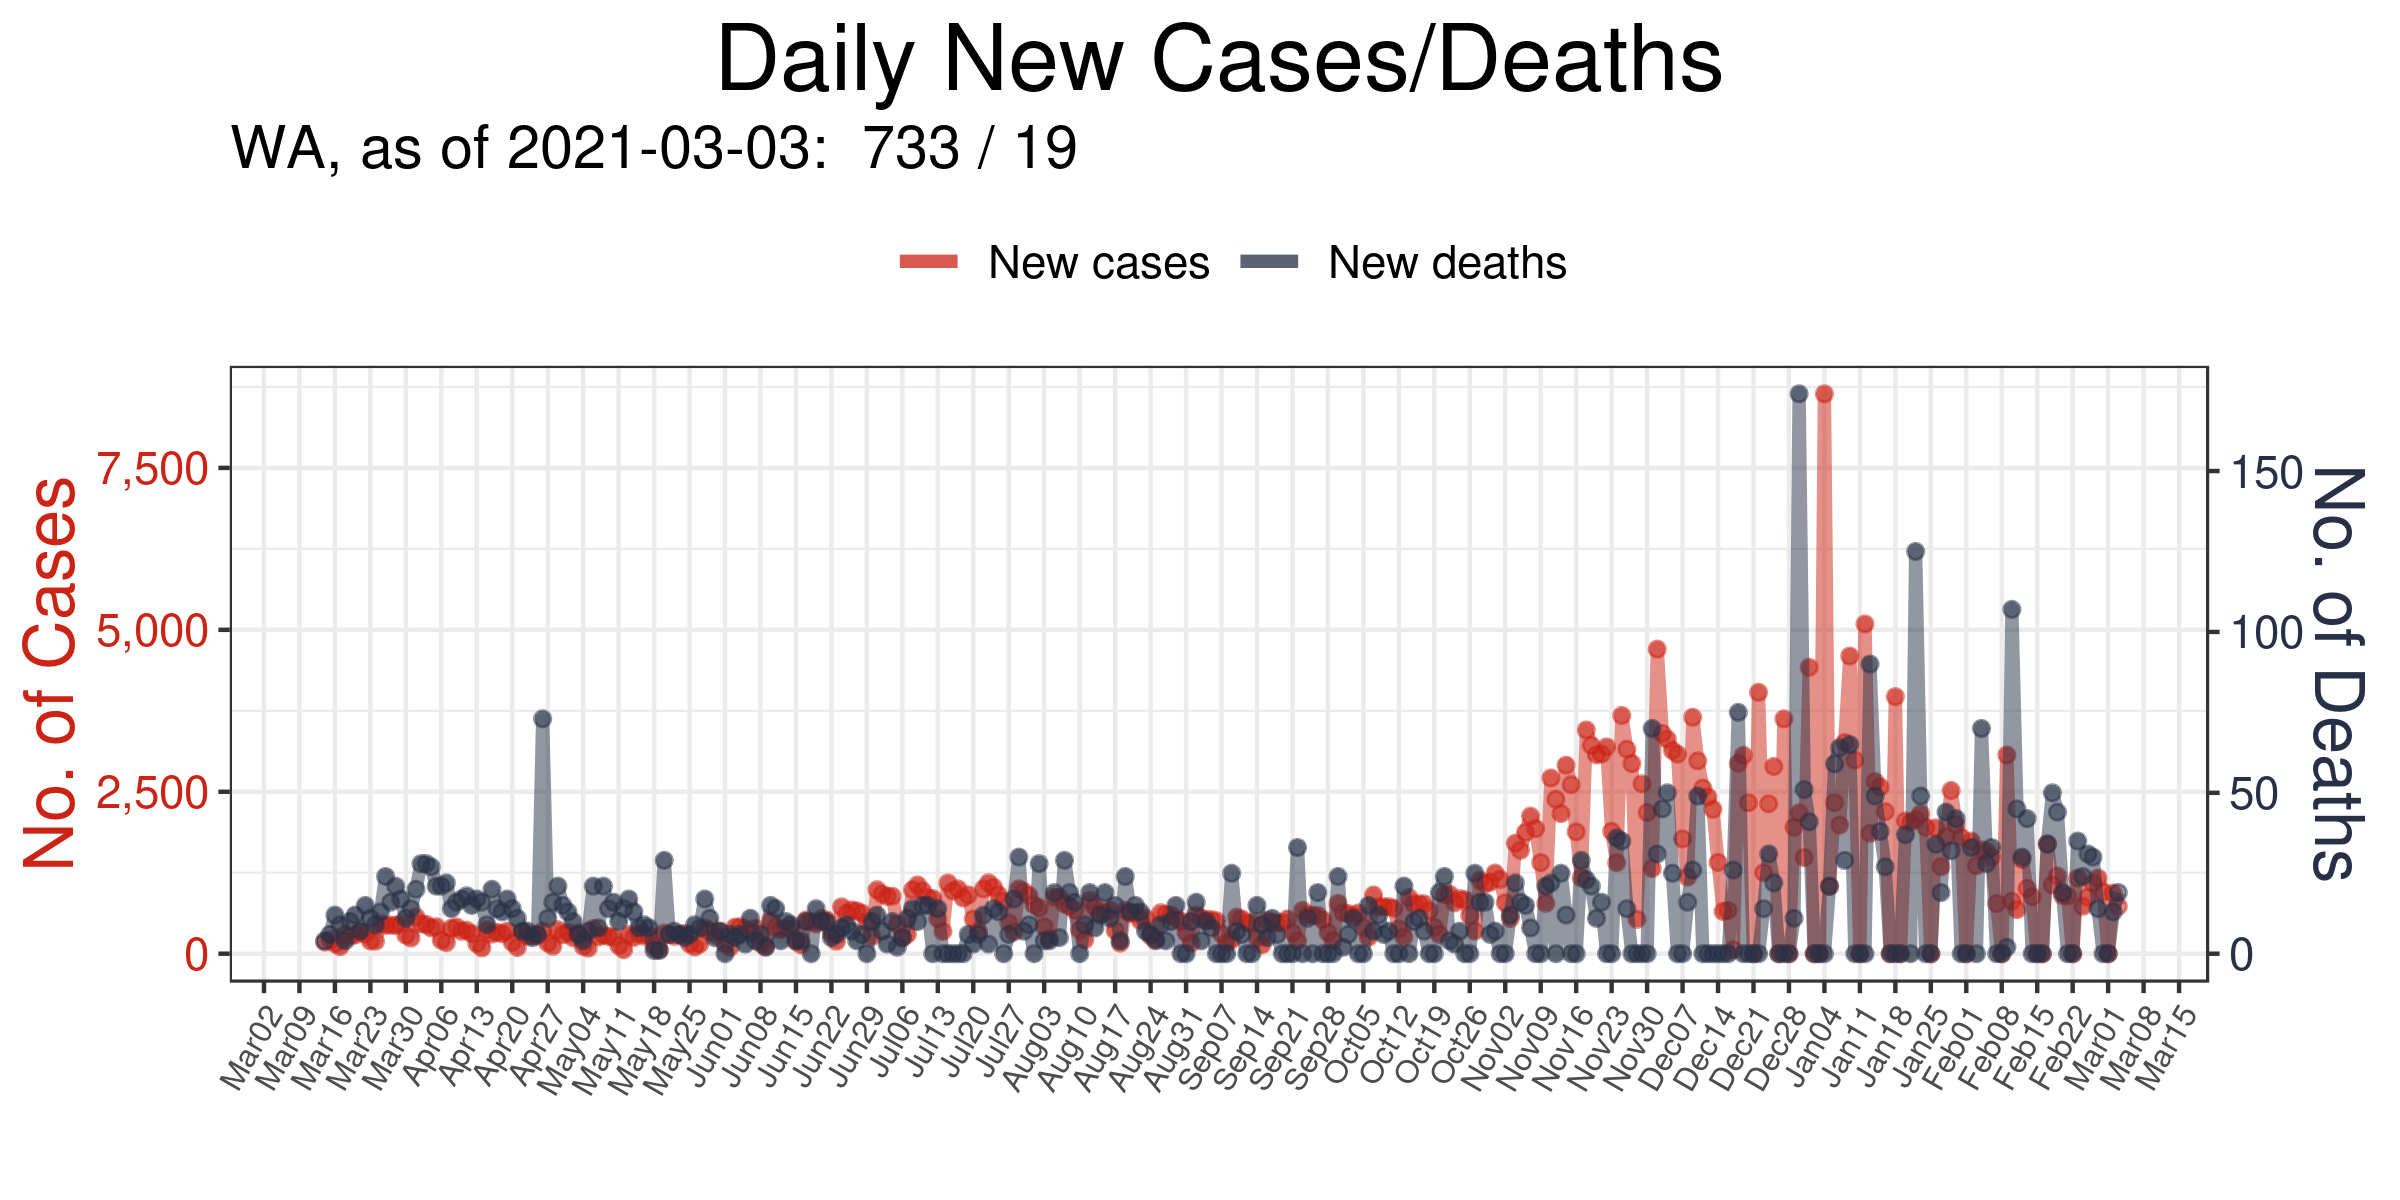 Daily New Cases/Deaths
WA, as of 2021-03-03: 733 / 19
New cases
New deaths
No. of Cases
7,500
5,000
2,500
0
150
100
50
0
No. of Deaths
Mar02
Mar09
Mar16
Mar23
Mar30
Apr06
Apr13
Apr20
Apr27
May04
May11
May18
May25
Jun01
Jun08
Jun15
Jun22
Jun29
Jul06
Jul13
Jul20
Jul27
Aug03
Aug10
Aug17
Aug24
Aug31
Sep07
Sep14
Sep21
Sep28
Oct05
Oct12
Oct19
Oct26
Nov02
Nov09
Nov16
Nov23
Nov30
Dec07
Dec14
Dec21
Dec28
Jan04
Jan11
Jan18
Jan25
Feb01
Feb08
Feb15
Feb22
Mar01
Mar08
Mar15